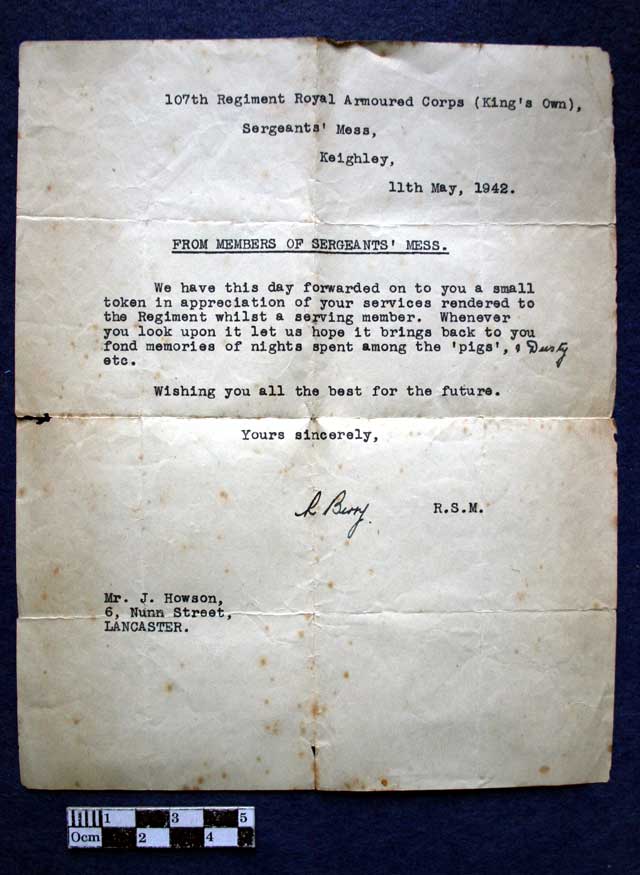 107th Regiment Royal Armoured Corps (King's Own),
Sergeants' Mess,
Keighley,
11th May, 1942.
FROM MEMBERS OF SERGEANTS' MESS.
We have this day forwarded on to you a small
token in appreciation of your services rendered to
the Regiment whilst a serving member. Whenever
you look upon it let us hope it brings back to you
fond memories of nights spent among the 'pigs', & Dusty
etc.
Wishing you all the best for the future.
Yours sincerely,
Berry. R.S.M.
Mr. J. Howson,
6, Nunn Street,
LANCASTER.
1 3 5
0cm 2 4